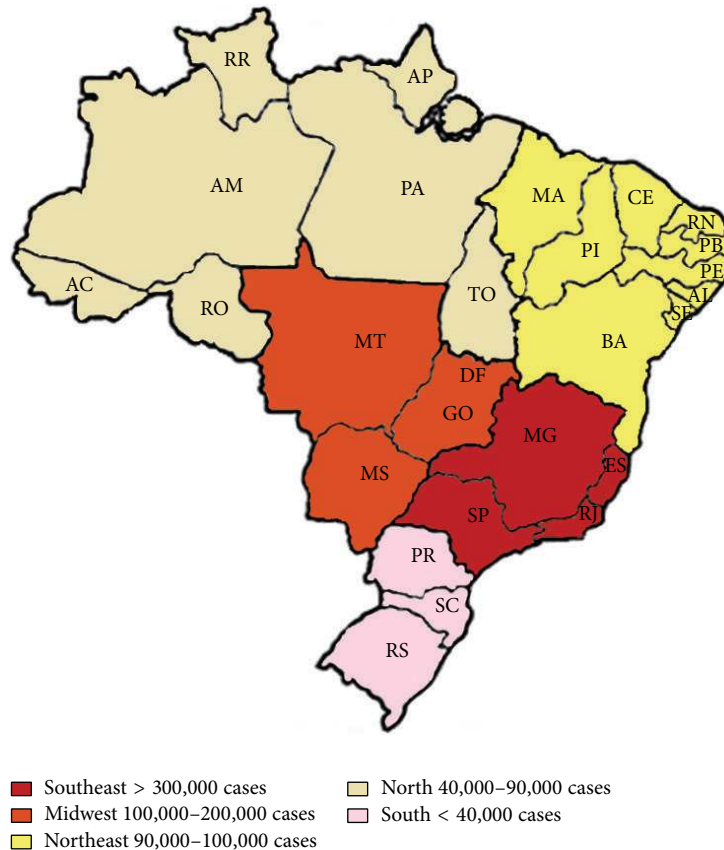 RR
AP
AM
PA
MA
CE
RN
PB
PI
PE
AC
RO
TO
AL
SE
MT
BA
DF
GO
MG
MS
ES
SP
RJ
PR
SC
RS
Southeast > 300,000 cases
Midwest 100,000–200,000 cases
Northeast 90,000–100,000 cases
North 40,000–90,000 cases
South < 40,000 cases